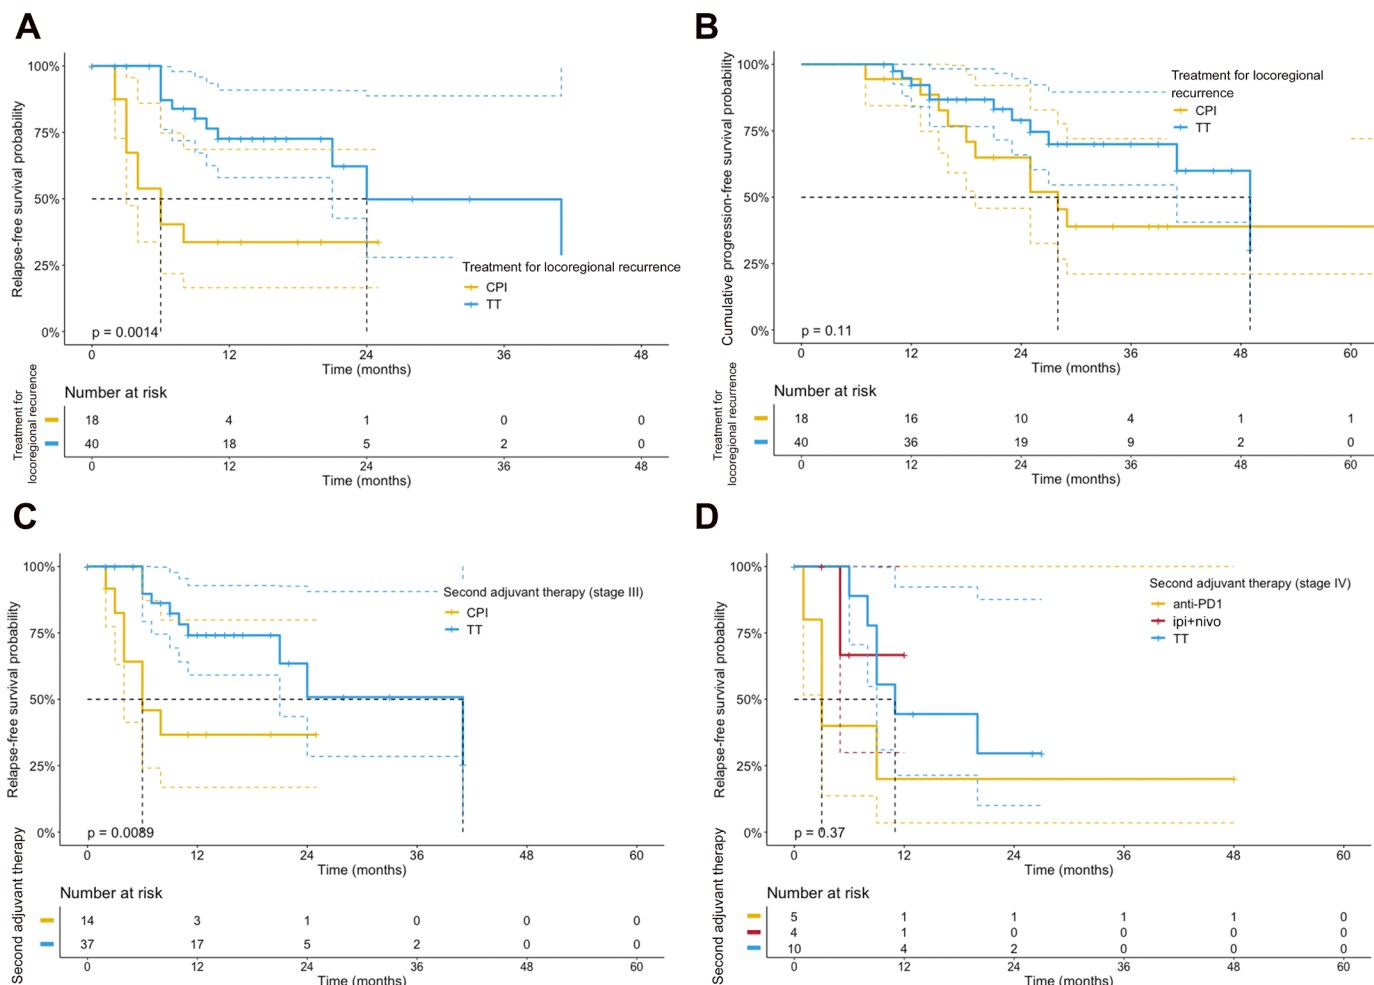 A
Relapse-free survival probability
100%
75%
50%
25%
0%
p = 0.0014
Treatment for locoregional recurrence
CPI
TT
0 12 24 36 48
Time (months)
Treatment for
locoregional recurrence
Number at risk
18 4 1 0 0
40 18 5 2 0
0 12 24 36 48
Time (months)
B
Cumulative progression-free survival probability
100%
75%
50%
25%
0%
p = 0.11
Treatment for locoregional
recurrence
CPI
TT
0 12 24 36 48 60
Time (months)
Treatment for
locoregional recurrence
Number at risk
18 16 10 4 1 1
40 36 19 9 2 0
0 12 24 36 48 60
Time (months)
C
Relapse-free survival probability
100%
75%
50%
25%
0%
p = 0.0089
Second adjuvant therapy (stage III)
CPI
TT
0 12 24 36 48 60
Time (months)
Second adjuvant therapy
Number at risk
14 3 1 0 0 0
37 17 5 2 0 0
0 12 24 36 48 60
Time (months)
D
Relapse-free survival probability
100%
75%
50%
25%
0%
p = 0.37
Second adjuvant therapy (stage IV)
anti-PD1
ipi+nivo
TT
0 12 24 36 48 60
Time (months)
Second adjuvant therapy
Number at risk
5 1 1 1 1 0
4 1 0 0 0 0
10 4 2 0 0 0
0 12 24 36 48 60
Time (months)